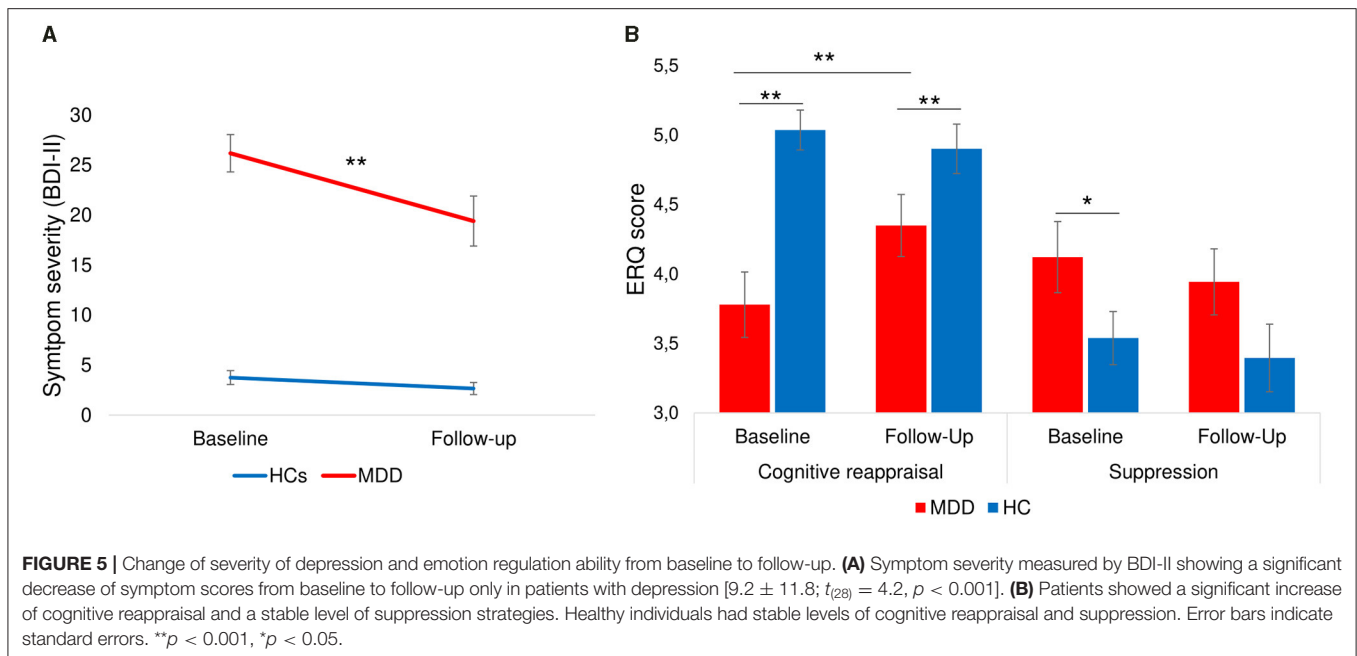 A
Symtpom severity (BDI-II)
30
25
20
15
10
5
0
**
Baseline Follow-up
HCs MDD
B
ERQ score
5,5
5,0
4,5
4,0
3,5
3,0
**
** **
*
Baseline Follow-Up Baseline Follow-Up
Cognitive reappraisal Suppression
MDD HC
FIGURE 5 | Change of severity of depression and emotion regulation ability from baseline to follow-up. (A) Symptom severity measured by BDI-II showing a significant
decrease of symptom scores from baseline to follow-up only in patients with depression [9.2 ± 11.8; t(28) = 4.2, p < 0.001]. (B) Patients showed a significant increase
of cognitive reappraisal and a stable level of suppression strategies. Healthy individuals had stable levels of cognitive reappraisal and suppression. Error bars indicate
standard errors. **p < 0.001, *p < 0.05.